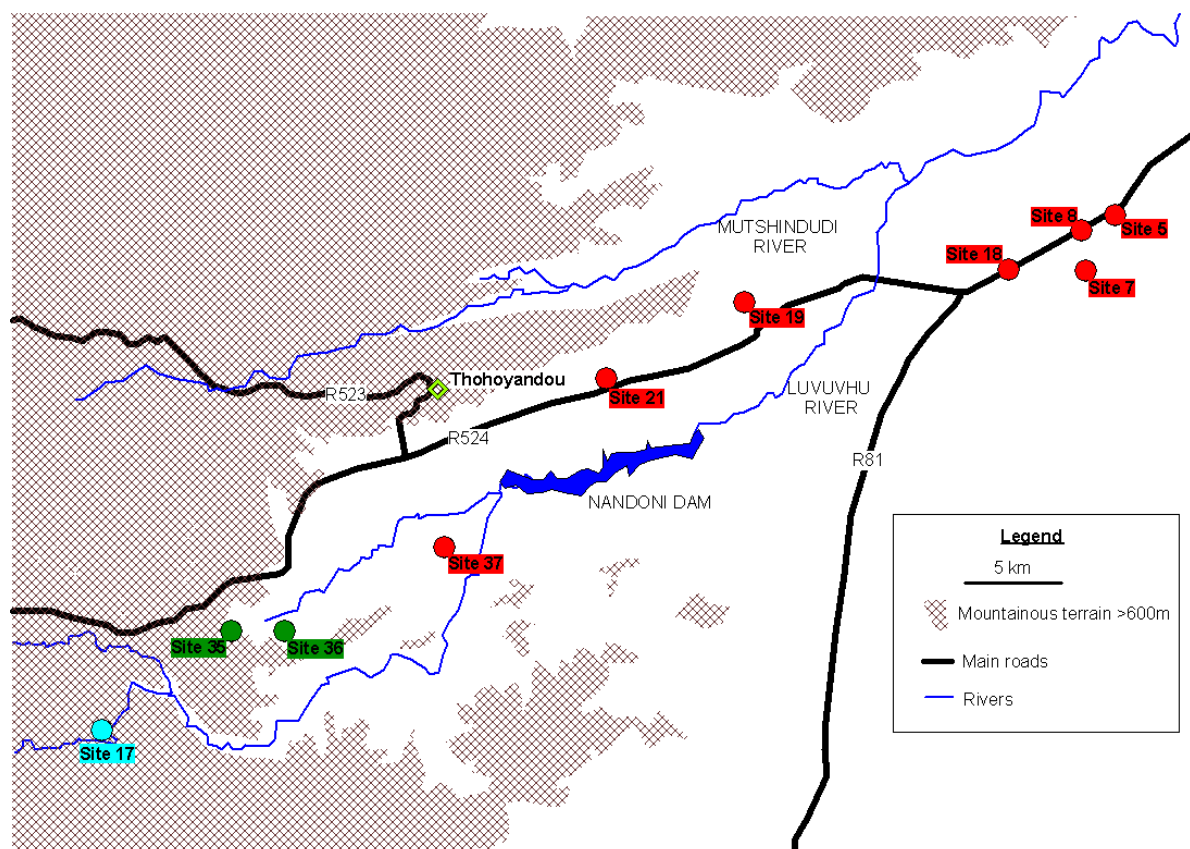 MUTSHINDUDI
RIVER
Site 8
Site 5
Site 18
Site 7
Site 19
Thohoyandou
R523
Site 21
LUVUVHU
RIVER
R524
R81
NANDONI DAM
Site 37
Site 35
Site 36
Site 17
Legend
5 km
Mountainous terrain >600m
Main roads
Rivers